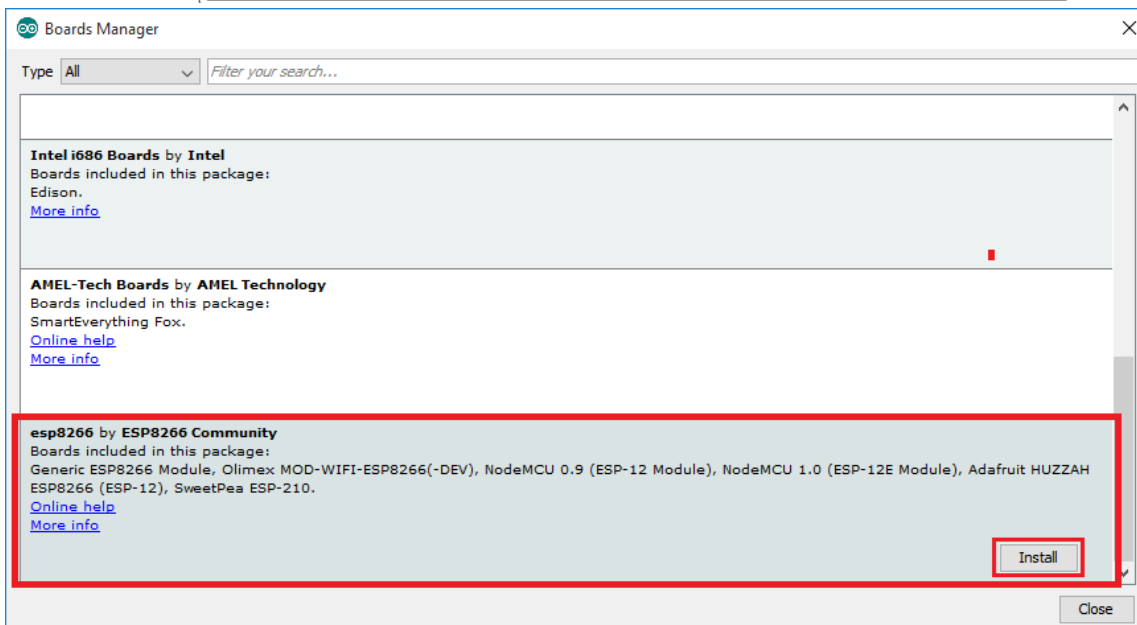 Boards Manager
Type All Filter your search...
Intel i686 Boards by Intel
Boards included in this package:
Edison.
More info
AMEL-Tech Boards by AMEL Technology
Boards included in this package:
SmartEverything Fox.
Online help
More info
esp8266 by ESP8266 Community
Boards included in this package:
Generic ESP8266 Module, Olimex MOD-WIFI-ESP8266(-DEV), NodeMCU 0.9 (ESP-12 Module), NodeMCU 1.0 (ESP-12E Module), Adafruit HUZZAH
ESP8266 (ESP-12), SweetPea ESP-210.
Online help
More info
Install
Close